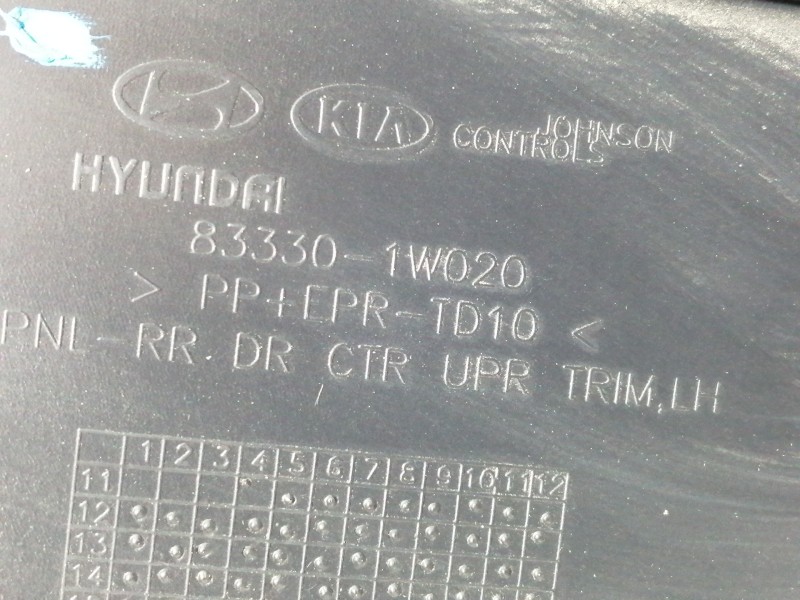 KIA JOHNSON
CONTROLS
HYUNDAI
83330-1W020
> PP+EPR-TD10 <
PNL-RR DR CTR UPR TRIM,LH
1 2 3 4 5 6 7 8 9 10 11 12
11
12
13
14